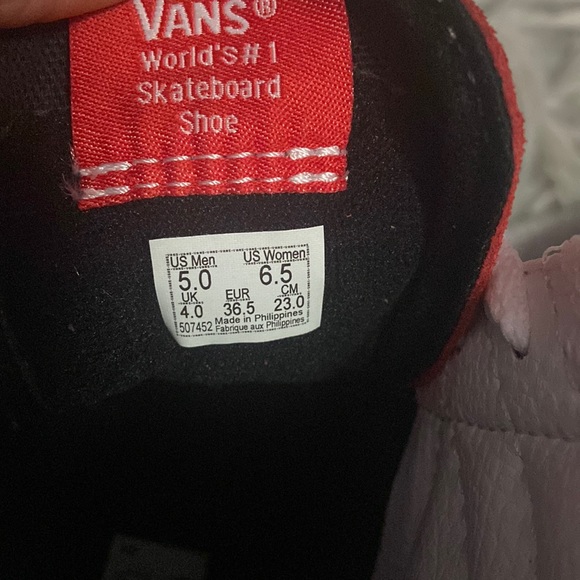 VANS®
World's #1
Skateboard
Shoe
US Men US Women
5.0 6.5
UK EUR CM
4.0 36.5 23.0
507452 Made in Philippines
Fabrique aux Philippines